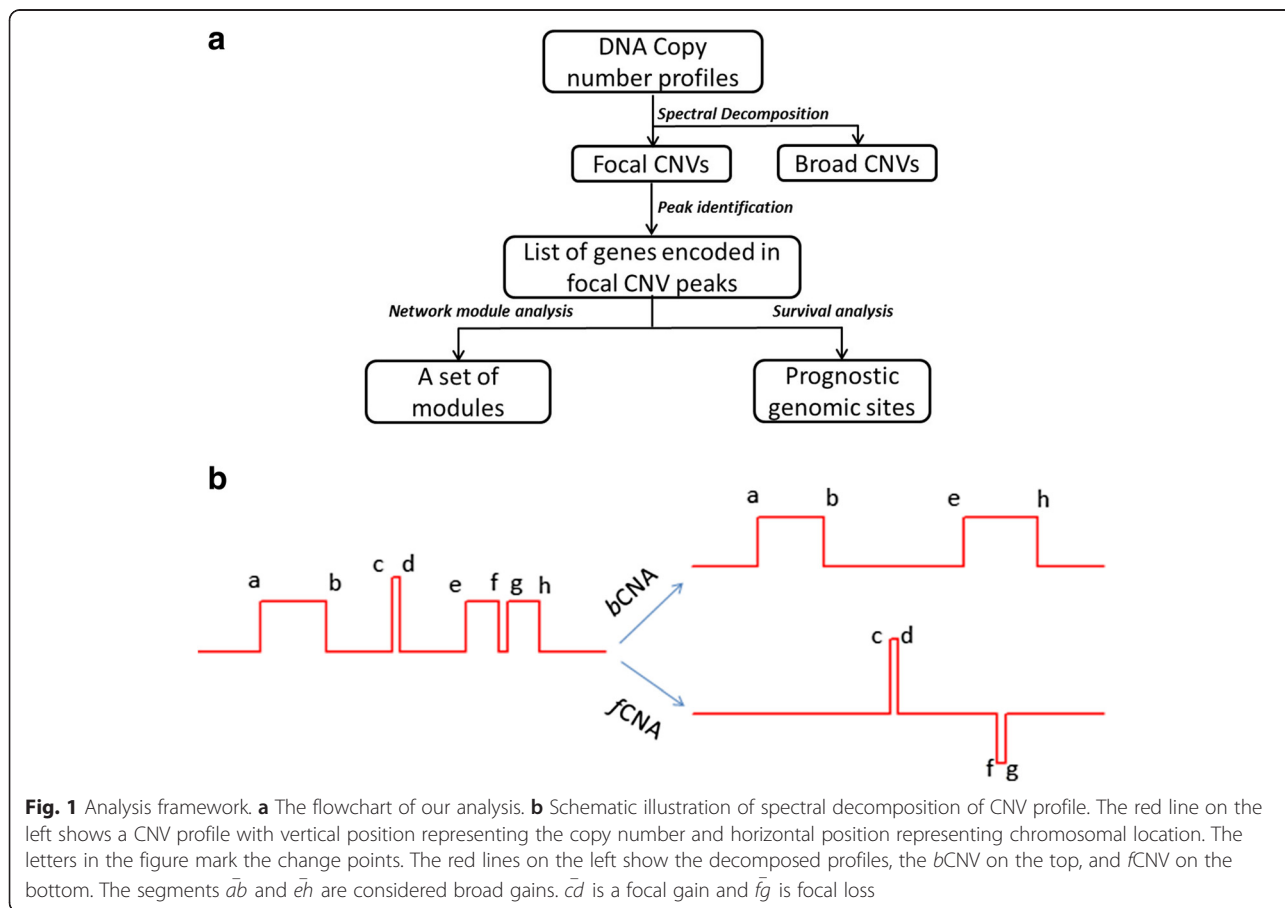 a
DNA Copy
number profiles
Spectral Decomposition
Focal CNVs
Broad CNVs
Peak identification
List of genes encoded in
focal CNV peaks
Network module analysis
Survival analysis
A set of
modules
Prognostic
genomic sites
b
a b c d e f g h
bCNA
a b e h
fCNA
c d
f g
Fig. 1 Analysis framework. a The flowchart of our analysis. b Schematic illustration of spectral decomposition of CNV profile. The red line on the
left shows a CNV profile with vertical position representing the copy number and horizontal position representing chromosomal location. The
letters in the figure mark the change points. The red lines on the left show the decomposed profiles, the bCNV on the top, and fCNV on the
bottom. The segments a̅b and e̅h are considered broad gains. c̅d is a focal gain and f̅g is focal loss